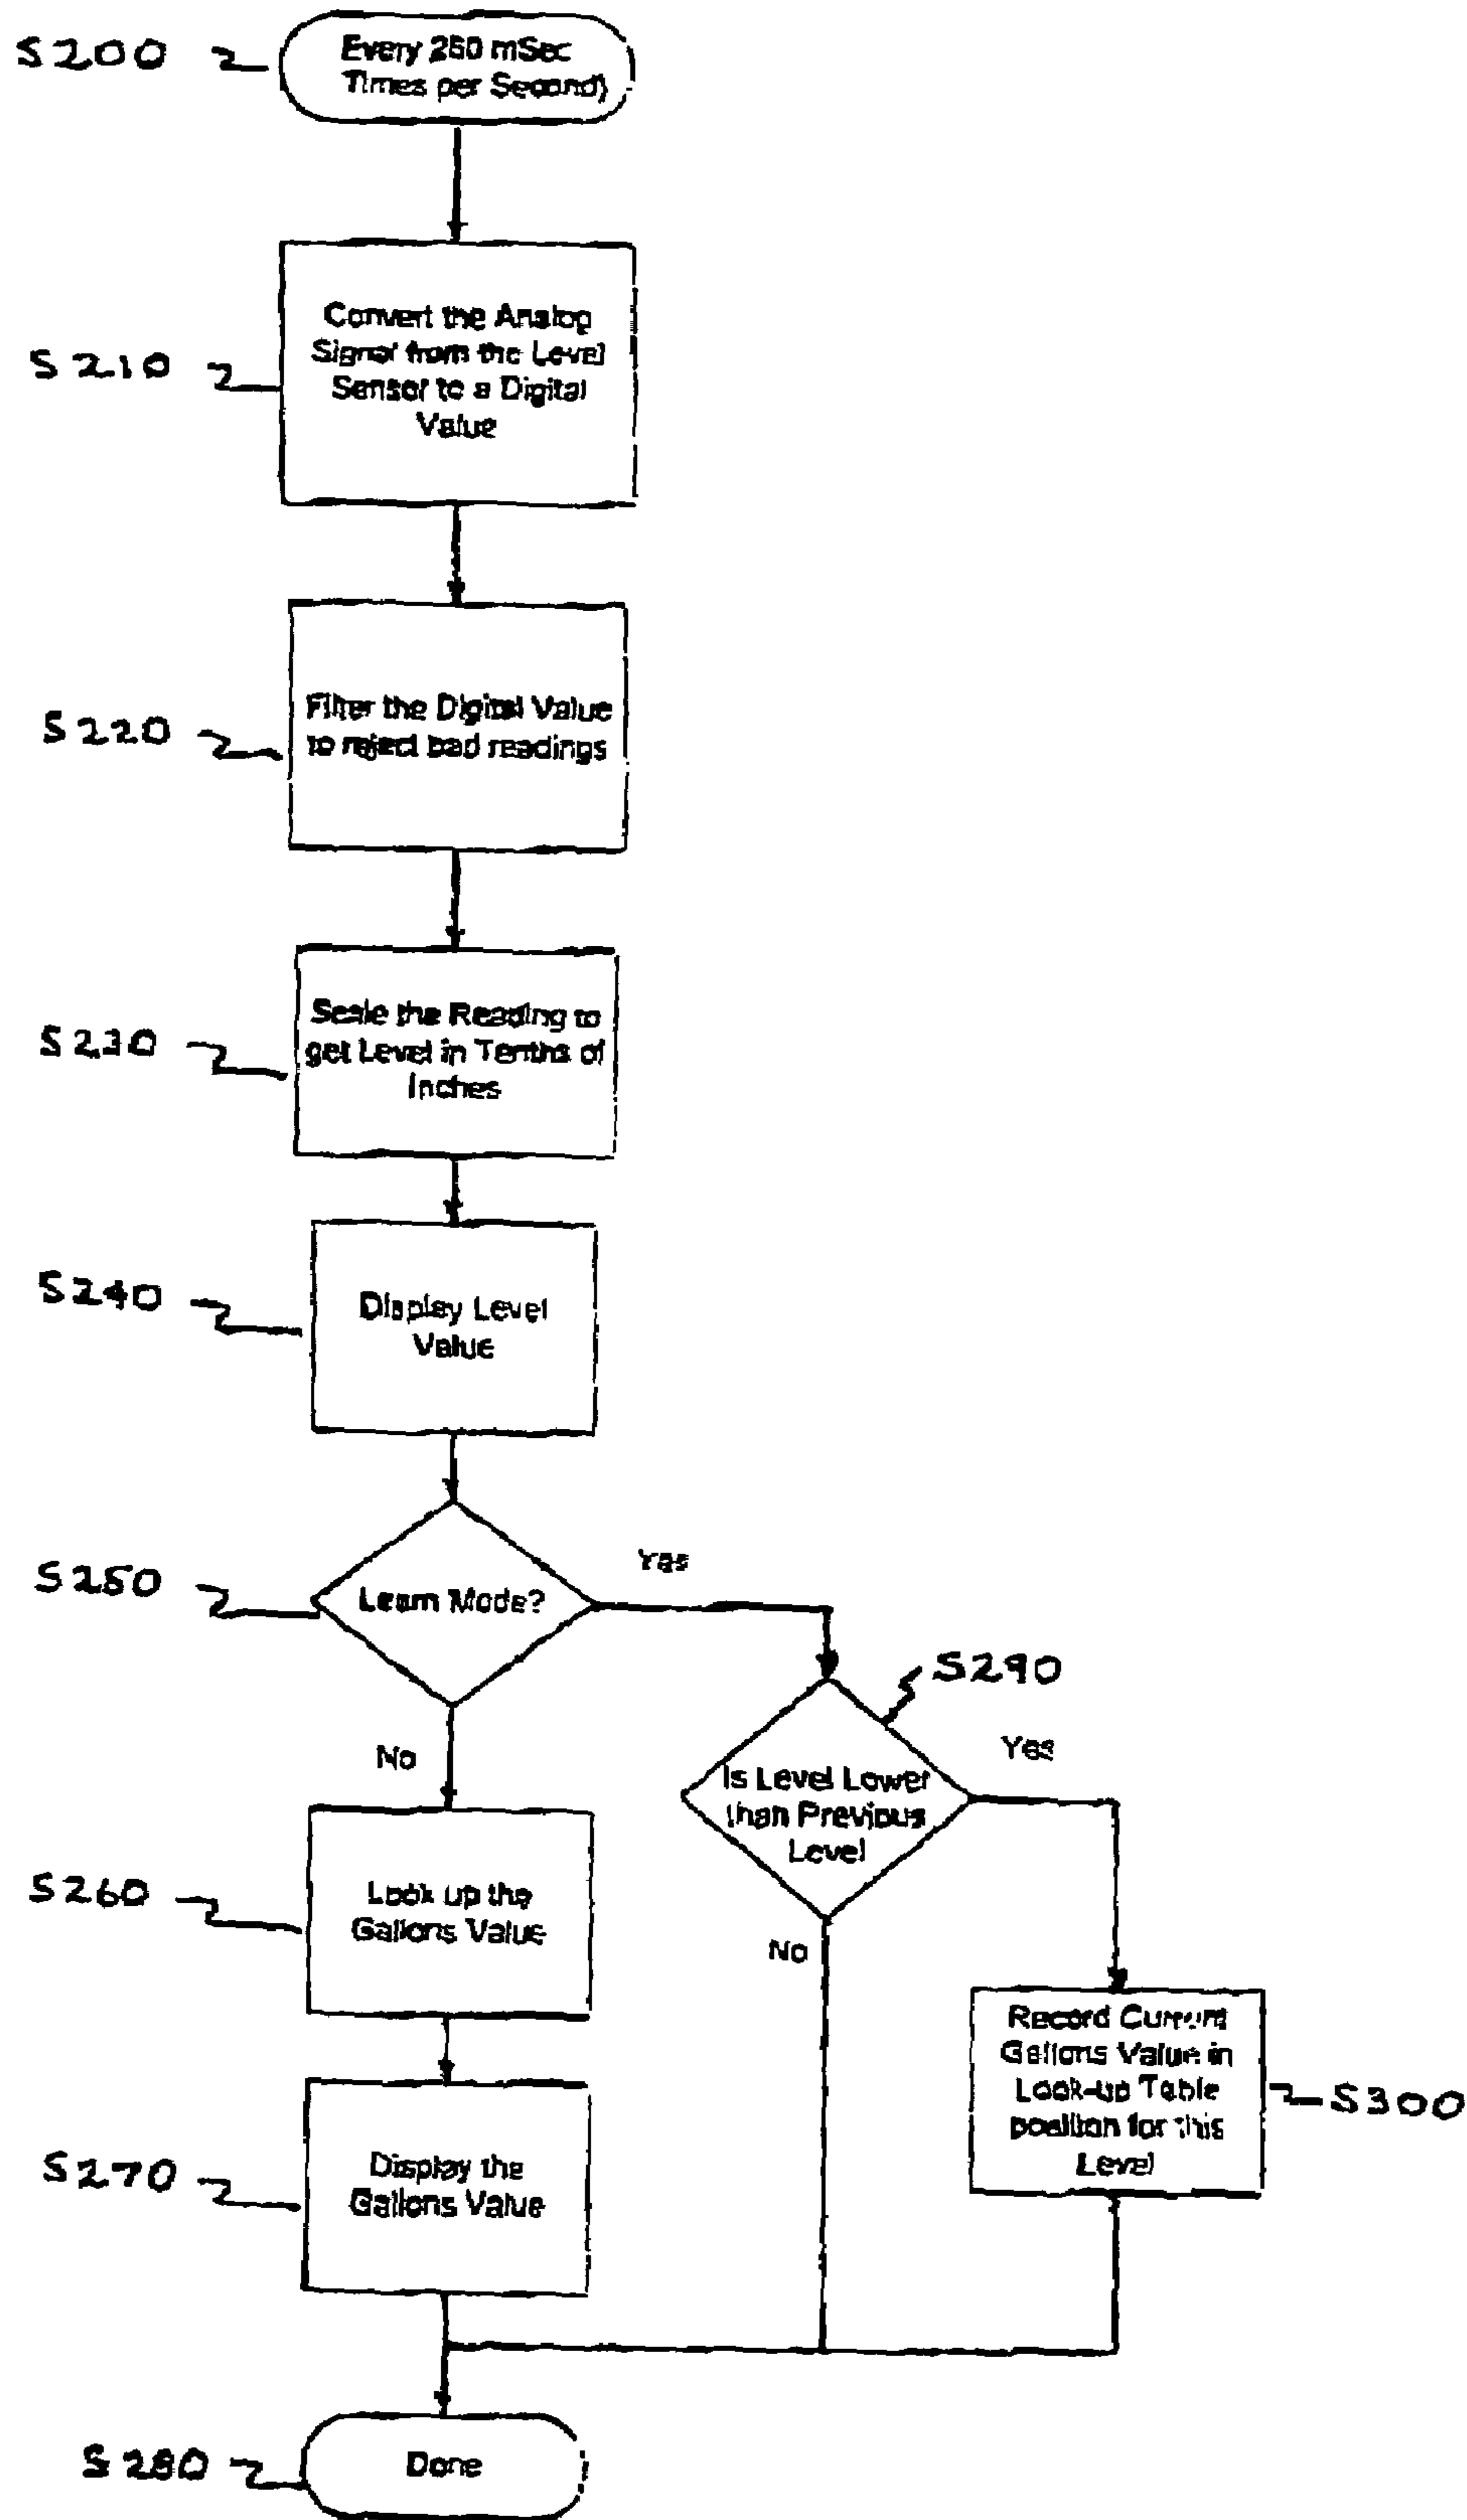 S200
Every 250 mSec
Times per Second)
S210
Convert the Analog
Signal from the Level
Sensor to a Digital
Value
S220
Filter the Digital Value
to reject bad readings
S230
Scale the Reading to
get Level in Tenths of
Inches
S240
Display Level
Value
S250
Learn Mode?
Yes
No
S290
Is Level Lower
than Previous
Level
Yes
No
S260
Look up the
Gallons Value
Record Current
Gallons Value in
Look-up Table
position for this
Level
S300
S270
Display the
Gallons Value
S280
Done